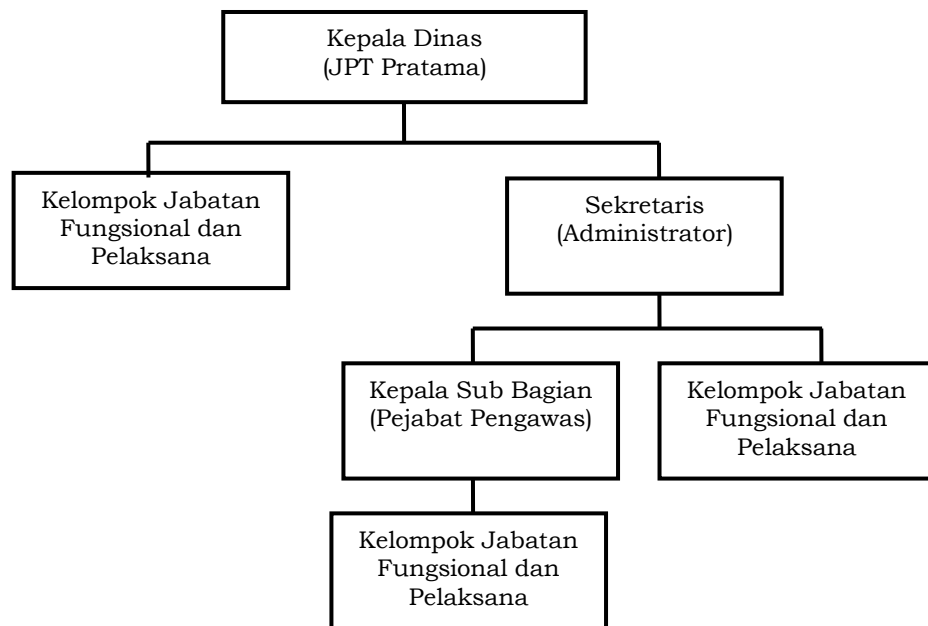 Kepala Dinas
(JPT Pratama)
Kelompok Jabatan
Fungsional dan
Pelaksana
Sekretaris
(Administrator)
Kepala Sub Bagian
(Pejabat Pengawas)
Kelompok Jabatan
Fungsional dan
Pelaksana
Kelompok Jabatan
Fungsional dan
Pelaksana